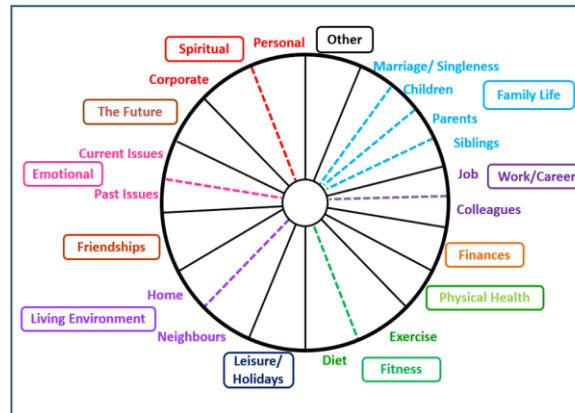 Spiritual
Personal
Other
Corporate
Marriage/ Singleness
Children
Family Life
The Future
Parents
Siblings
Current Issues
Emotional
Past Issues
Job
Work/Career
Colleagues
Friendships
Finances
Home
Physical Health
Living Environment
Neighbours
Exercise
Leisure/
Holidays
Diet
Fitness